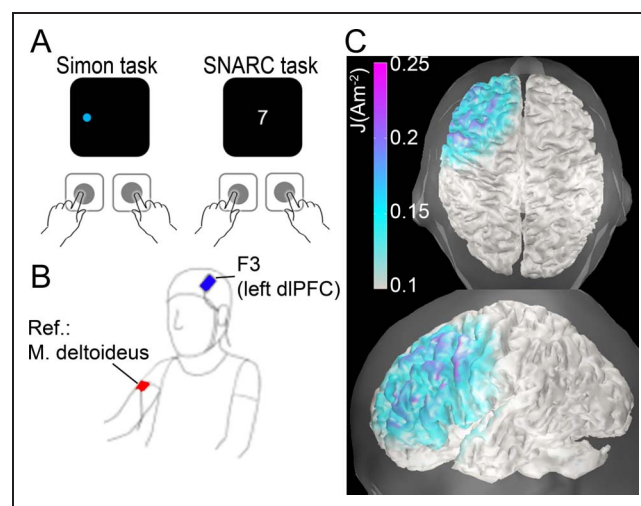 A
Simon task
SNARC task
7
B
F3
(left dlPFC)
Ref.:
M. deltoideus
C
J(Am-2)
0.25
0.2
0.15
0.1